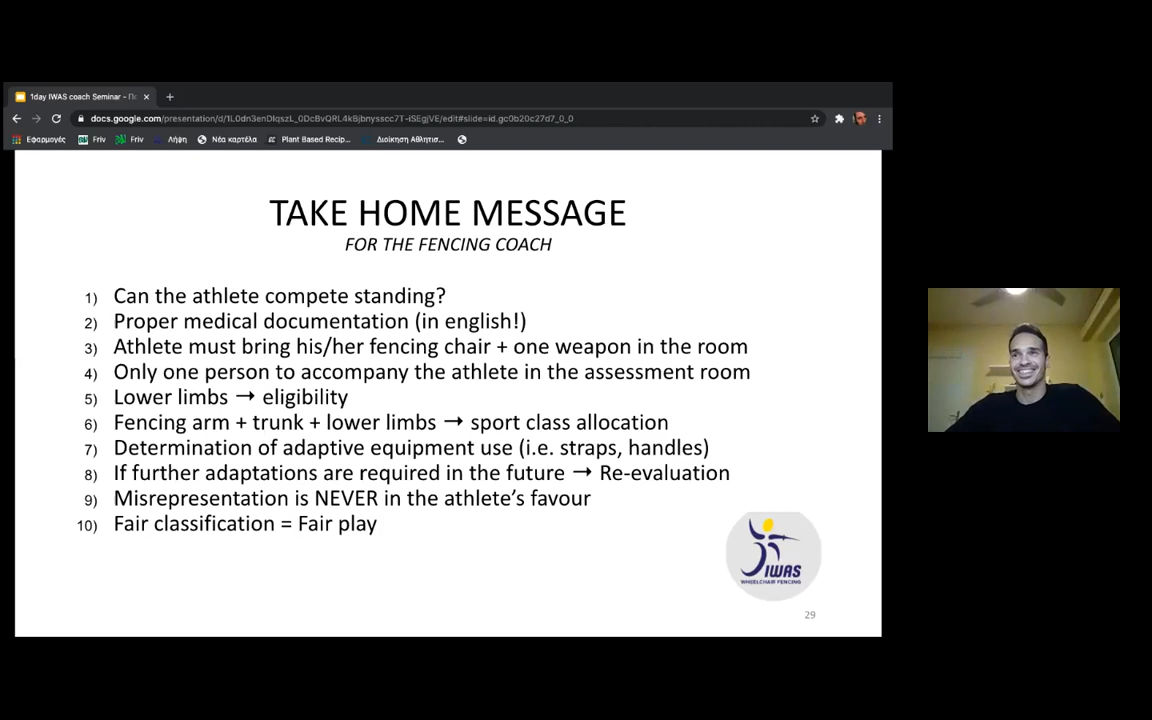 1day IWAS coach Seminar -
docs.google.com/presentation/d/1L0dn3enDIqszL_0DcBvQRL4kBjbnysscc7T-iSEgjVE/edit#slide=id.gc0b20c27d7_0_0
Εφαρμογές Friv Friv Λήψη Νέα καρτέλα Plant Based Recip... Διοίκηση Αθλητισ...
TAKE HOME MESSAGE
FOR THE FENCING COACH
1) Can the athlete compete standing?
2) Proper medical documentation (in english!)
3) Athlete must bring his/her fencing chair + one weapon in the room
4) Only one person to accompany the athlete in the assessment room
5) Lower limbs → eligibility
6) Fencing arm + trunk + lower limbs → sport class allocation
7) Determination of adaptive equipment use (i.e. straps, handles)
8) If further adaptations are required in the future → Re-evaluation
9) Misrepresentation is NEVER in the athlete's favour
10) Fair classification = Fair play
IWAS
WHEELCHAIR FENCING
29